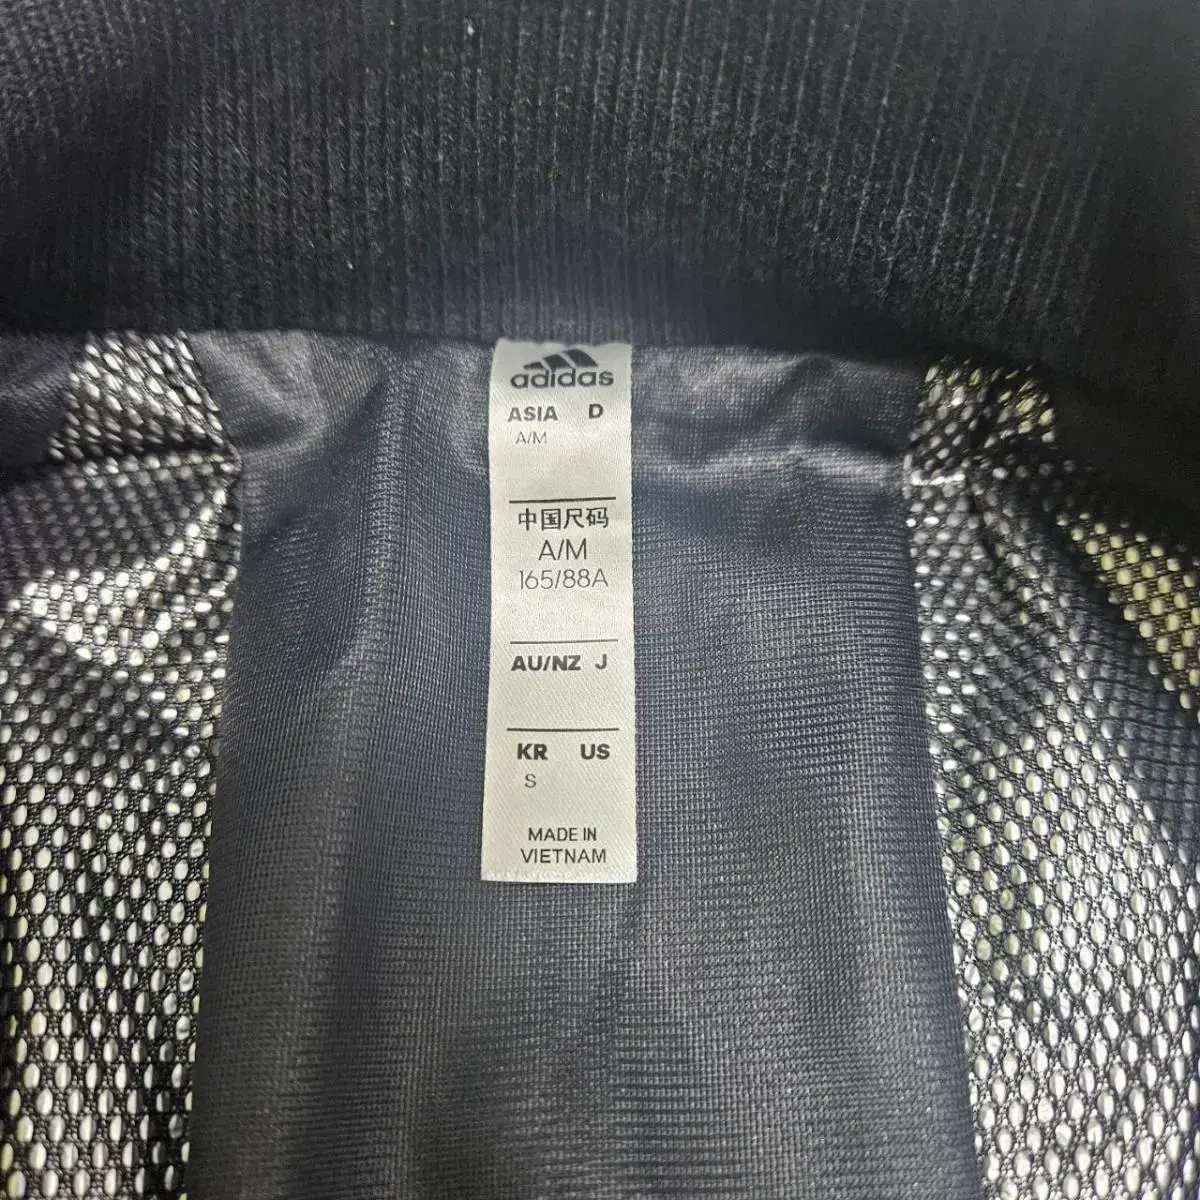 adidas
ASIA D
A/M
中国尺码
A/M
165/88A
AU/NZ J
KR US
S
MADE IN
VIETNAM